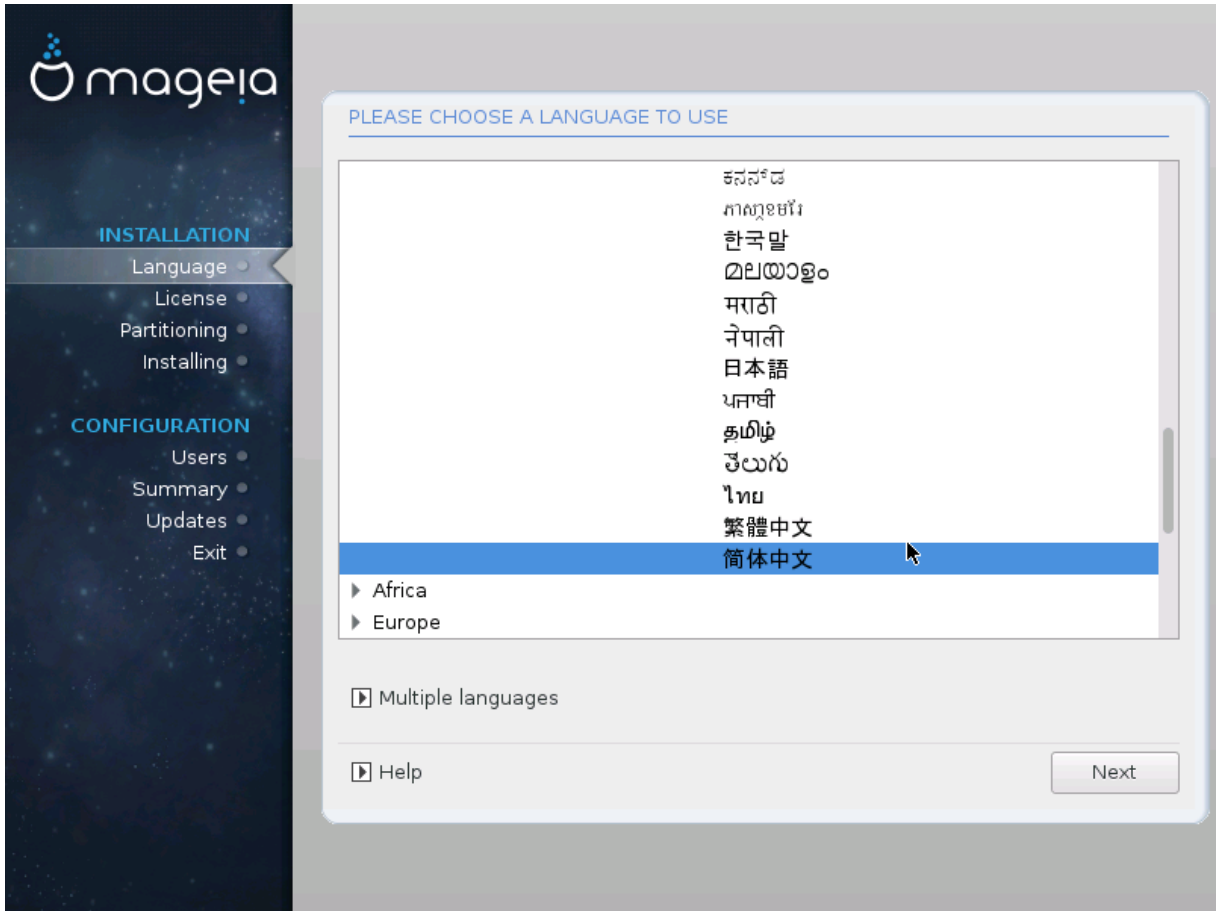 mageia
INSTALLATION
Language
License
Partitioning
Installing
CONFIGURATION
Users
Summary
Updates
Exit
PLEASE CHOOSE A LANGUAGE TO USE
ಕನನ್ಡ
ភាសាខមែរ
한국말
മലയാളം
मराठी
नेपाली
日本語
ਪਜਾਬੀ
தமிழ்
తెలుగు
ไทย
繁體中文
简体中文
Africa
Europe
Multiple languages
Help
Next